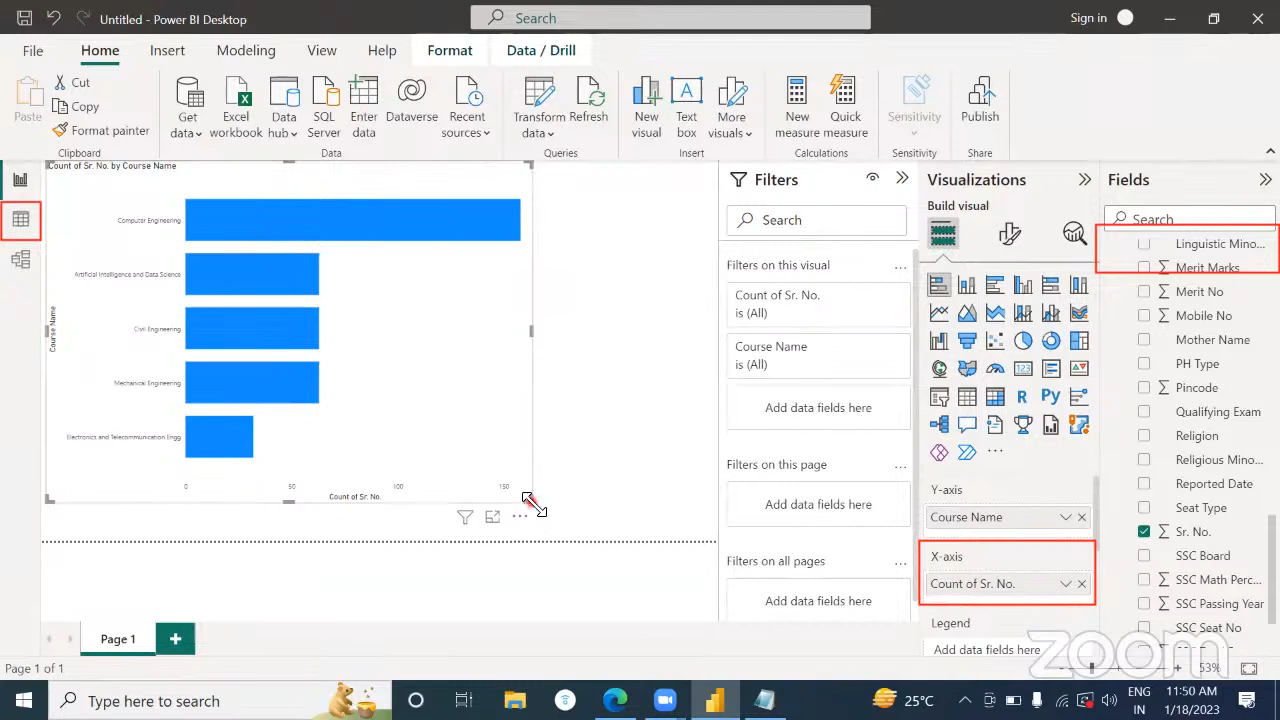 Untitled - Power BI Desktop
Search
Sign in
File
Home
Insert
Modeling
View
Help
Format
Data / Drill
Paste
Cut
Copy
Format painter
Clipboard
Get data
Excel workbook
Data hub
SQL Server
Enter data
Dataverse
Recent sources
Data
Transform data
Refresh
Queries
New visual
Text box
More visuals
Insert
New measure
Quick measure
Calculations
Sensitivity
Sensitivity
Publish
Share
Count of Sr. No. by Course Name
Course Name
Computer Engineering
Artificial Intelligence and Data Science
Civil Engineering
Mechanical Engineering
Electronics and Telecommunication Engg
0 50 100 150
Count of Sr. No.
Filters
Search
Filters on this visual
Count of Sr. No.
is (All)
Course Name
is (All)
Add data fields here
Filters on this page
Add data fields here
Filters on all pages
Add data fields here
Visualizations
Build visual
123
R
Py
Y-axis
Course Name
X-axis
Count of Sr. No.
Legend
Add data fields here
Fields
Search
Linguistic Mino...
Merit Marks
Merit No
Mobile No
Mother Name
PH Type
Pincode
Qualifying Exam
Religion
Religious Mino...
Reported Date
Seat Type
Sr. No.
SSC Board
SSC Math Perc...
SSC Passing Year
SSC Seat No
zoom
Page 1
Page 1 of 1
53%
Type here to search
25°C
ENG
IN
11:50 AM
1/18/2023